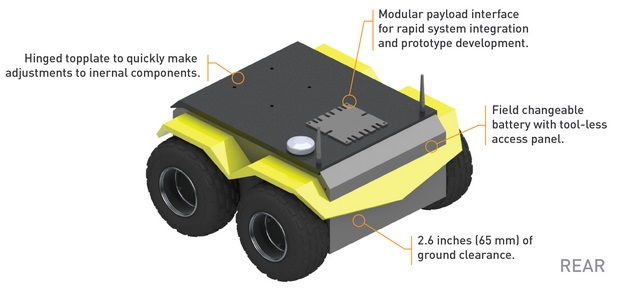 Modular payload interface
for rapid system integration
and prototype development.
Hinged topplate to quickly make
adjustments to inernal components.
Field changeable
battery with tool-less
access panel.
2.6 inches (65 mm) of
ground clearance.
REAR